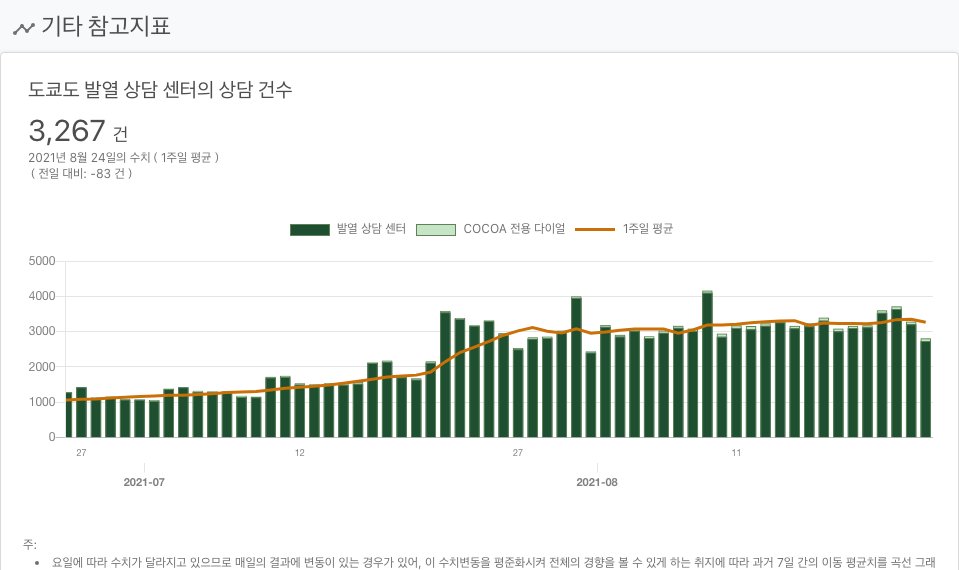 기타 참고지표
도쿄도 발열 상담 센터의 상담 건수
3,267 건
2021년 8월 24일의 수치 ( 1주일 평균 )
( 전일 대비: -83 건 )
발열 상담 센터 COCOA 전용 다이얼 1주일 평균
5000
4000
3000
2000
1000
0
27 12 27 11
2021-07 2021-08
주:
• 요일에 따라 수치가 달라지고 있으므로 매일의 결과에 변동이 있는 경우가 있어, 이 수치변동을 평준화시켜 전체의 경향을 볼 수 있게 하는 취지에 따라 과거 7일 간의 이동 평균치를 곡선 그래